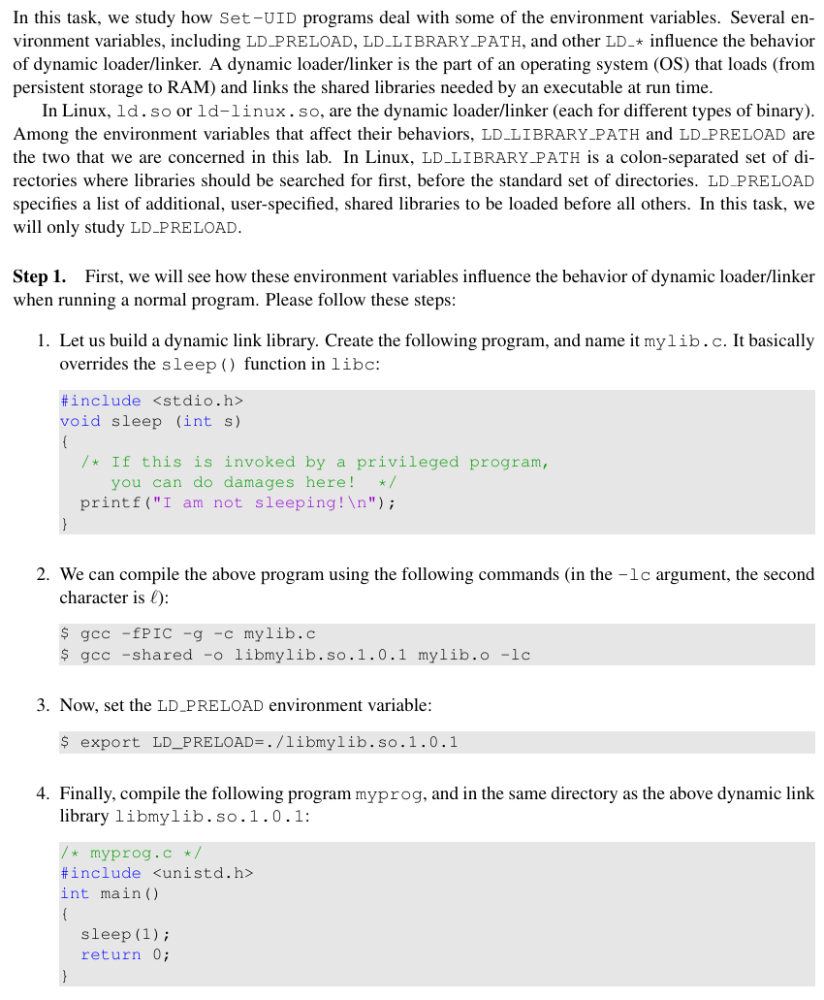 In this task, we study how Set-UID programs deal with some of the environment variables. Several en-
vironment variables, including LD_PRELOAD, LD_LIBRARY_PATH, and other LD_* influence the behavior
of dynamic loader/linker. A dynamic loader/linker is the part of an operating system (OS) that loads (from
persistent storage to RAM) and links the shared libraries needed by an executable at run time.
In Linux, ld.so or ld-linux.so, are the dynamic loader/linker (each for different types of binary).
Among the environment variables that affect their behaviors, LD_LIBRARY_PATH and LD_PRELOAD are
the two that we are concerned in this lab. In Linux, LD_LIBRARY_PATH is a colon-separated set of di-
rectories where libraries should be searched for first, before the standard set of directories. LD_PRELOAD
specifies a list of additional, user-specified, shared libraries to be loaded before all others. In this task, we
will only study LD_PRELOAD.
Step 1. First, we will see how these environment variables influence the behavior of dynamic loader/linker
when running a normal program. Please follow these steps:
1. Let us build a dynamic link library. Create the following program, and name it mylib.c. It basically
overrides the sleep() function in libc:
#include <stdio.h>
void sleep (int s)
{
/* If this is invoked by a privileged program,
you can do damages here! */
printf("I am not sleeping!\n");
}
2. We can compile the above program using the following commands (in the -lc argument, the second
character is ℓ):
$ gcc -fPIC -g -c mylib.c
$ gcc -shared -o libmylib.so.1.0.1 mylib.o -lc
3. Now, set the LD_PRELOAD environment variable:
$ export LD_PRELOAD=./libmylib.so.1.0.1
4. Finally, compile the following program myprog, and in the same directory as the above dynamic link
library libmylib.so.1.0.1:
/* myprog.c */
#include <unistd.h>
int main()
{
sleep(1);
return 0;
}